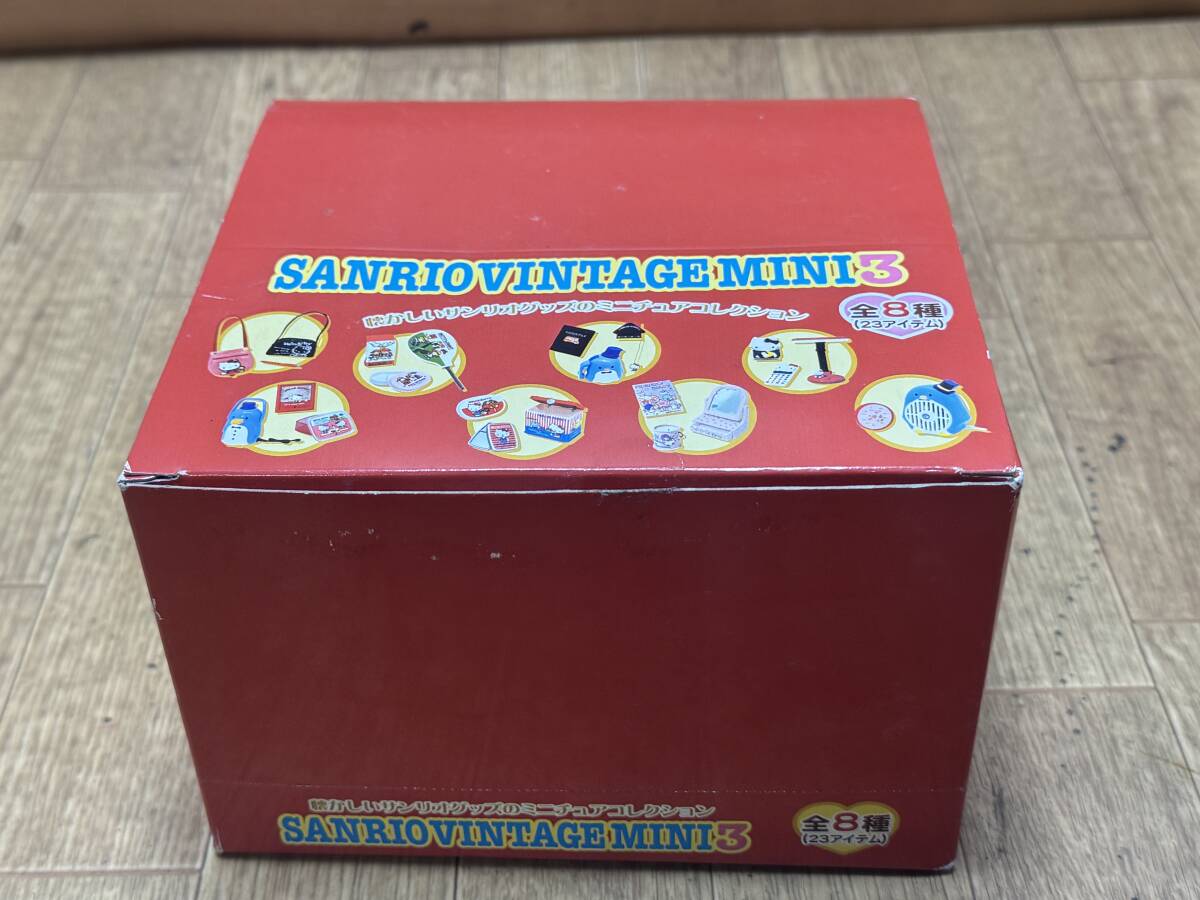 SANRIO VINTAGE MINI 3
懐かしいサンリオグッズのミニチュアコレクション
全8種
(23アイテム)
懐かしいサンリオグッズのミニチュアコレクション
SANRIO VINTAGE MINI 3
全8種
(23アイテム)